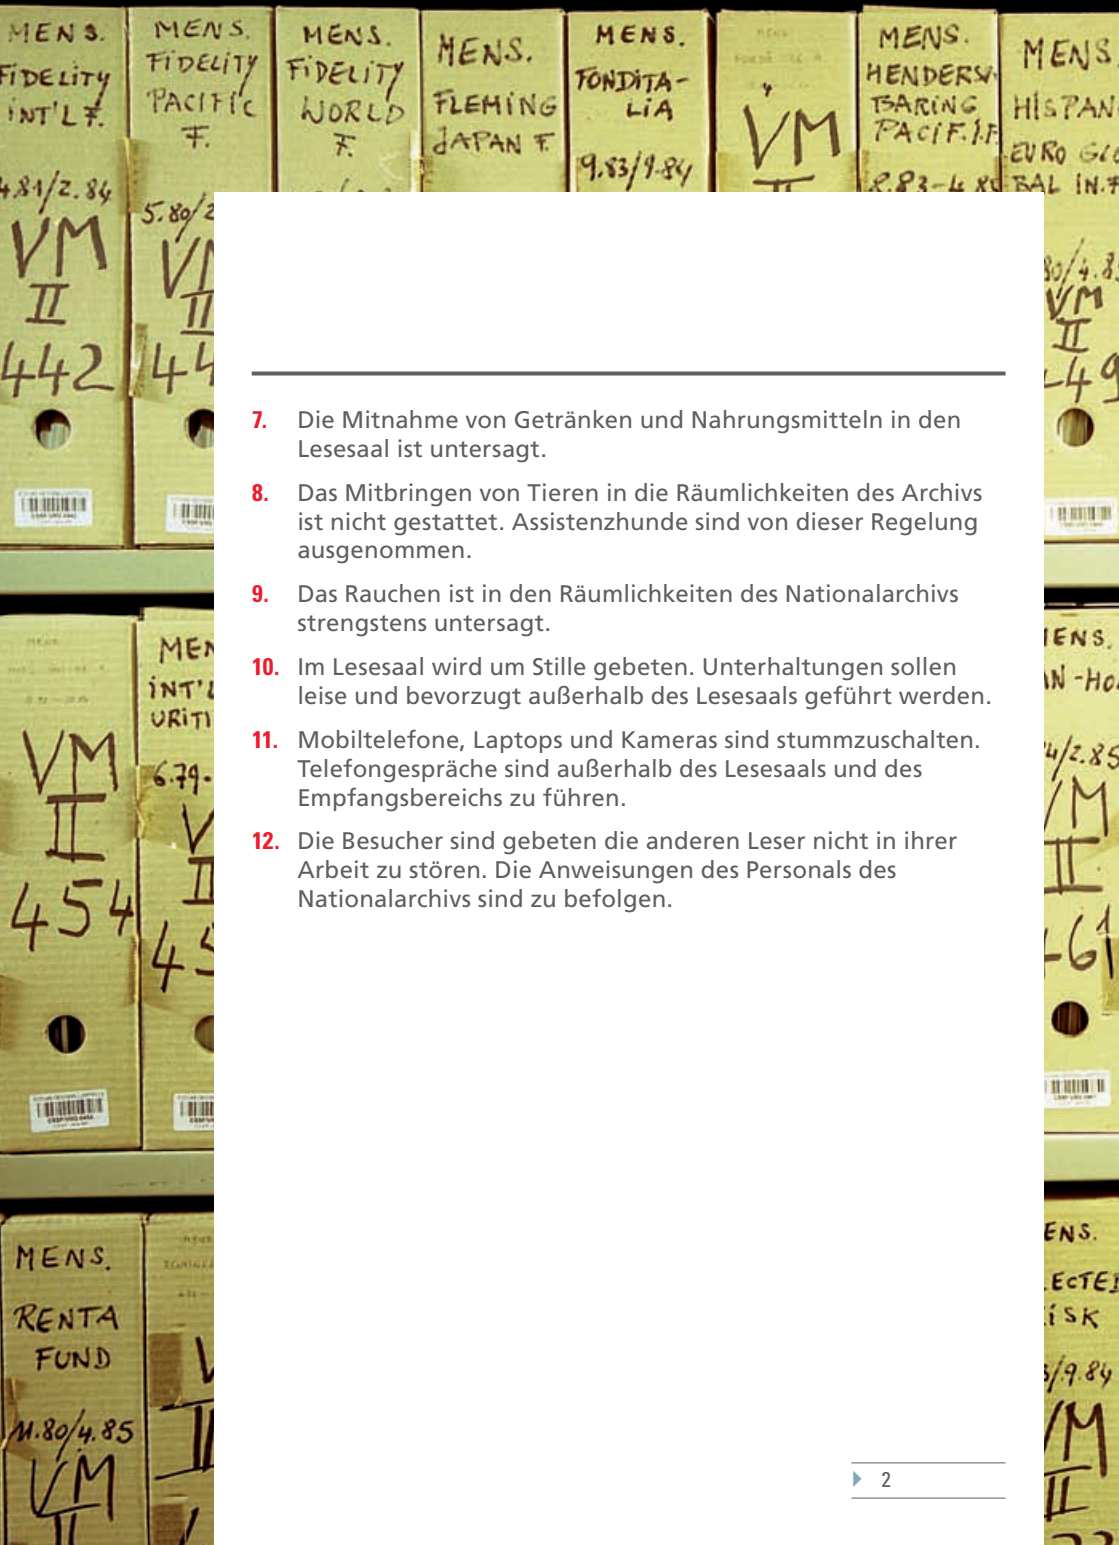 MENS.
FIDELITY
INT'L F.
4.81/2.84
VM
II
442
MENS.
FIDELITY
PACIFIC
F.
MENS.
FIDELITY
WORLD
F.
MENS.
FLEMING
JAPAN F.
MENS.
FONDITA-
LIA
9.83/9.84
VM
MENS.
BARING
PACIF.I.F.
8.83-4.85
MENS.
EURO
BAL IN.F
VM
II
7. Die Mitnahme von Getränken und Nahrungsmitteln in den
Lesesaal ist untersagt.
8. Das Mitbringen von Tieren in die Räumlichkeiten des Archivs
ist nicht gestattet. Assistenzhunde sind von dieser Regelung
ausgenommen.
9. Das Rauchen ist in den Räumlichkeiten des Nationalarchivs
strengstens untersagt.
10. Im Lesesaal wird um Stille gebeten. Unterhaltungen sollen
leise und bevorzugt außerhalb des Lesesaals geführt werden.
11. Mobiltelefone, Laptops und Kameras sind stummzuschalten.
Telefongespräche sind außerhalb des Lesesaals und des
Empfangsbereichs zu führen.
12. Die Besucher sind gebeten die anderen Leser nicht in ihrer
Arbeit zu stören. Die Anweisungen des Personals des
Nationalarchivs sind zu befolgen.
VM
II
454
MENS.
RENTA
FUND
11.80/4.85
VM
II
2